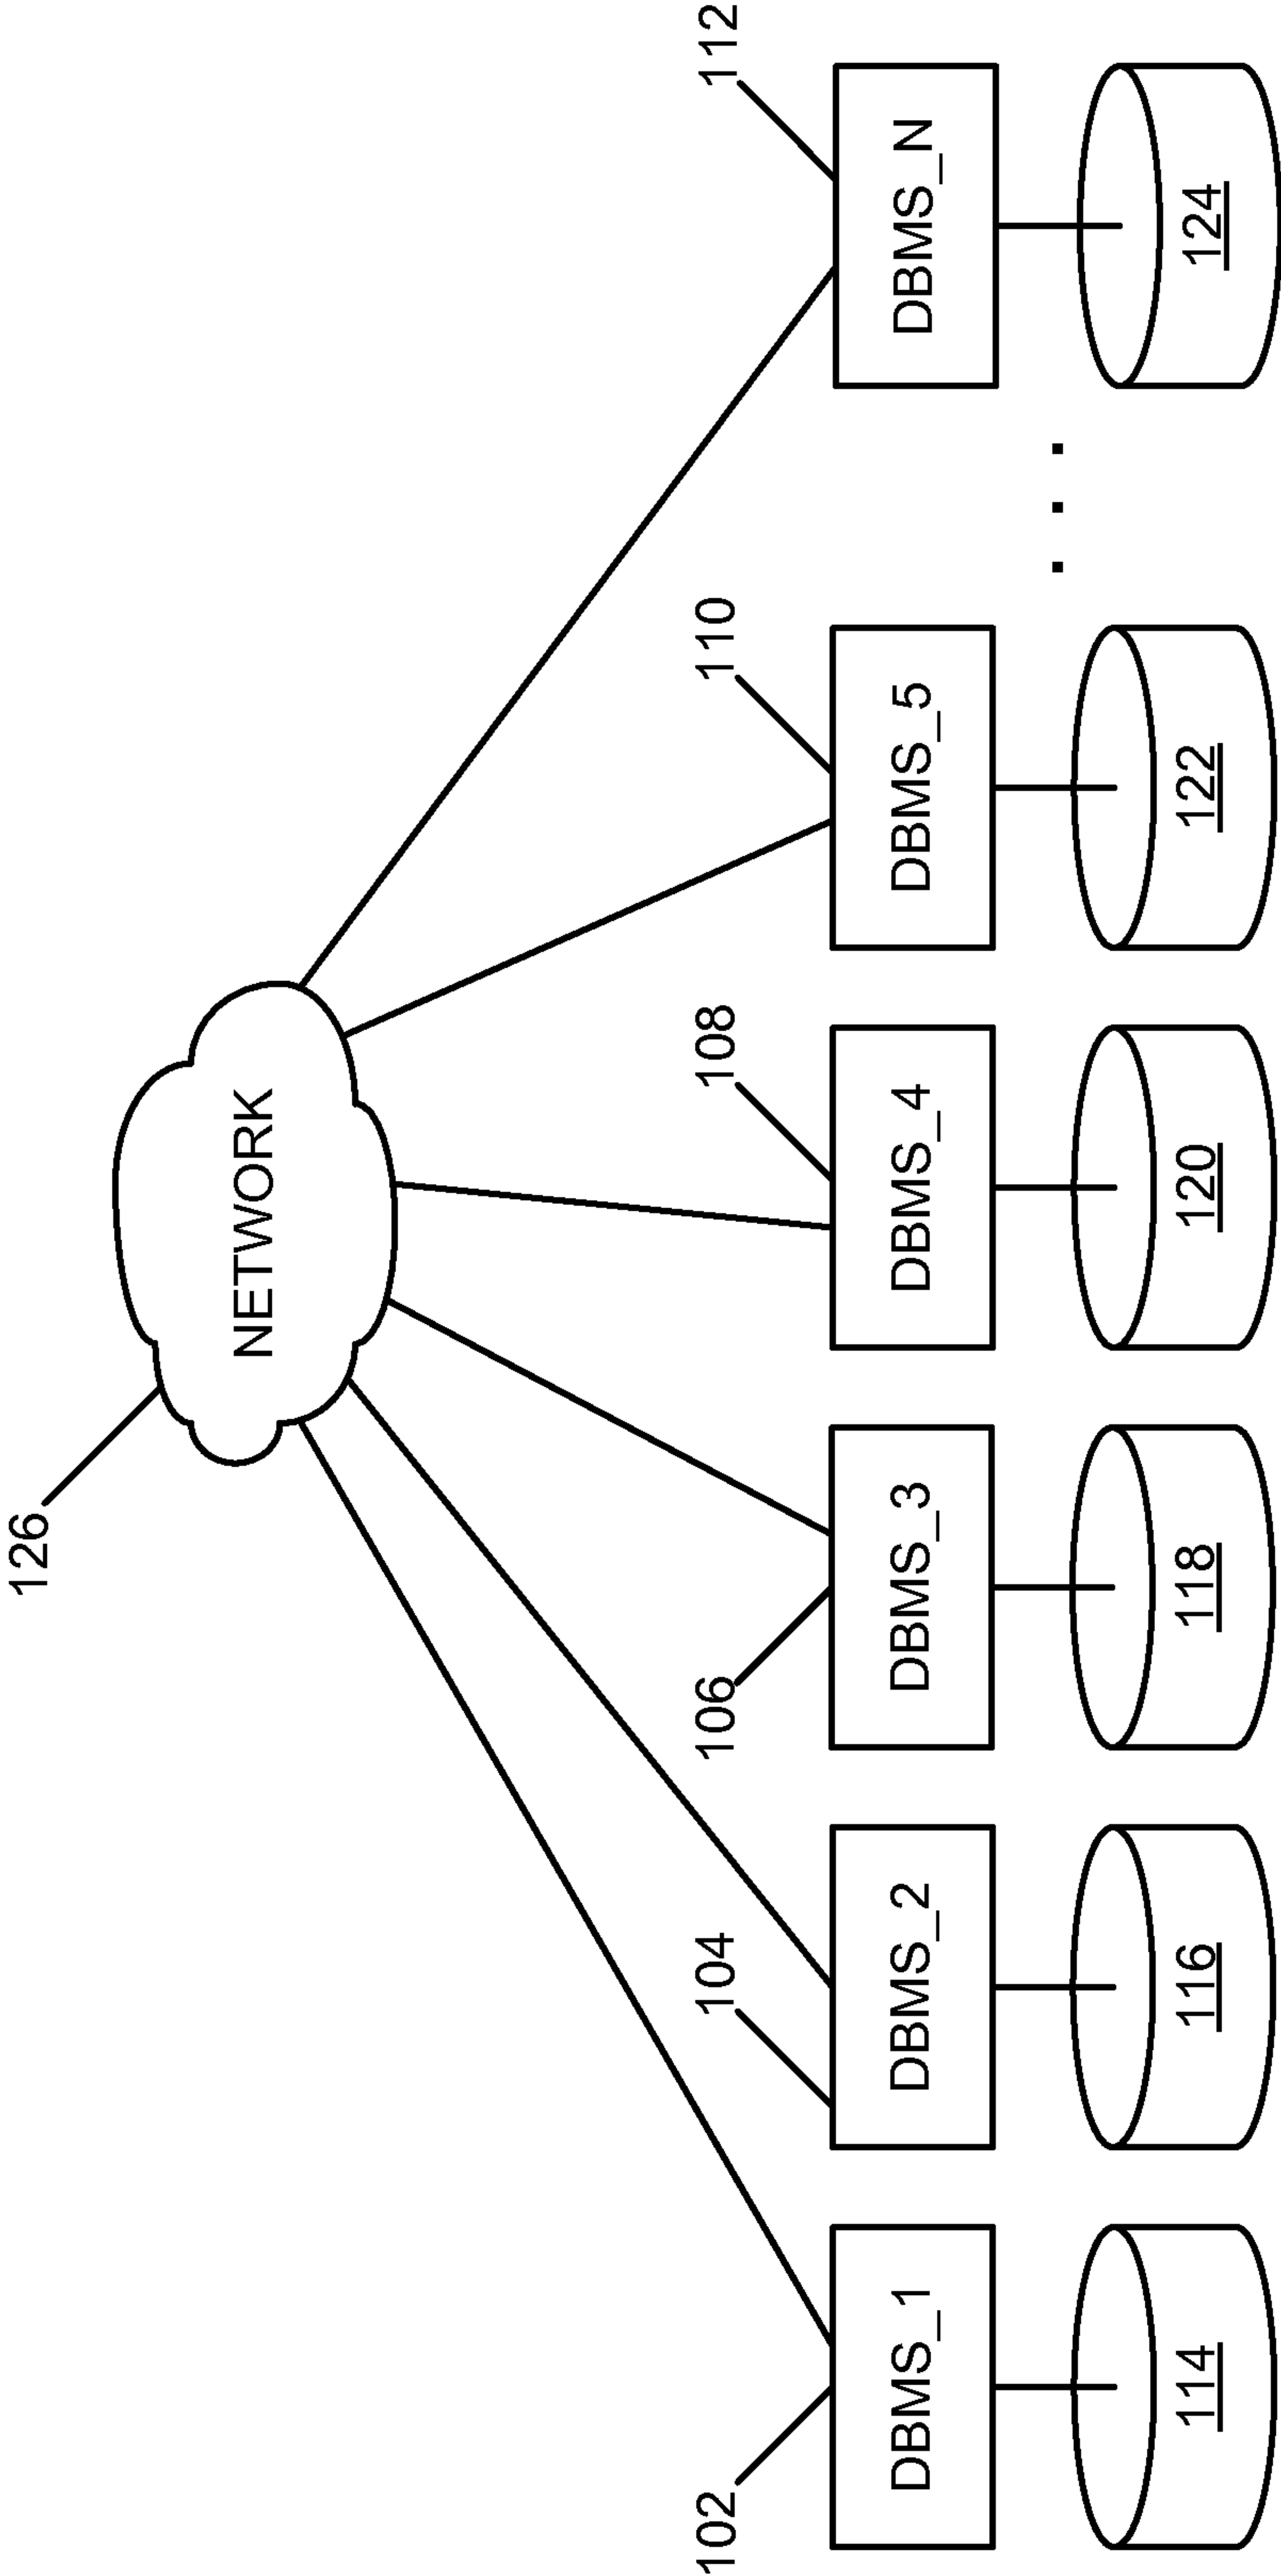 126
NETWORK
102
104
106
108
110
112
DBMS_1
DBMS_2
DBMS_3
DBMS_4
DBMS_5
DBMS_N
. . .
114
116
118
120
122
124